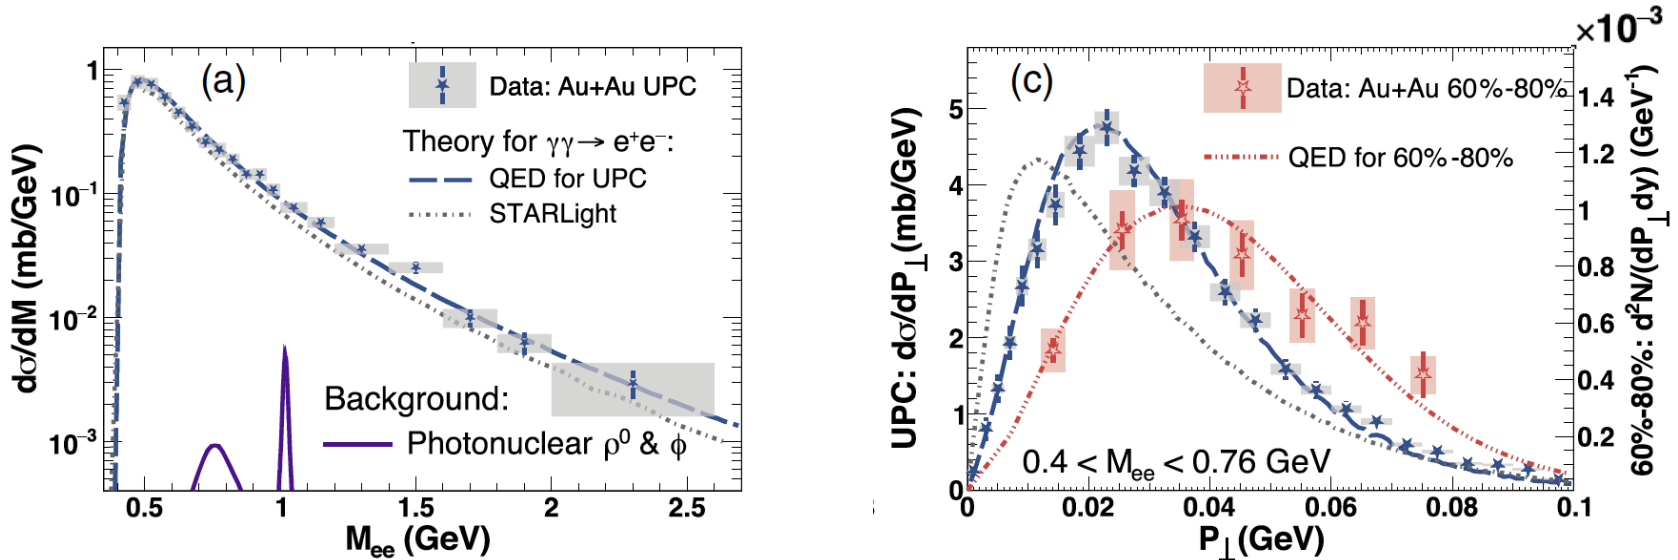 (a)
Data: Au+Au UPC
Theory for γγ→ e⁺e⁻:
QED for UPC
STARLight
Background:
Photonuclear ρ⁰ & ϕ
1
10⁻¹
10⁻²
10⁻³
dσ/dM (mb/GeV)
0.5 1 1.5 2 2.5
Mₑₑ (GeV)
×10⁻³
(c)
Data: Au+Au 60%-80%
QED for 60%-80%
0.4 < Mₑₑ < 0.76 GeV
5
4
3
2
1
0
UPC: dσ/dP⊥(mb/GeV)
0 0.02 0.04 0.06 0.08 0.1
P⊥(GeV)
1.4
1.2
1
0.8
0.6
0.4
0.2
60%-80%: d²N/(dP⊥dy) (GeV⁻¹)